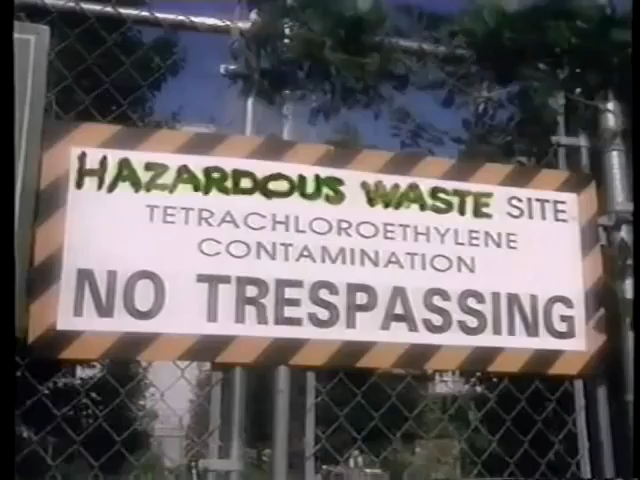 HAZARDOUS WASTE SITE
TETRACHLOROETHYLENE
CONTAMINATION
NO TRESPASSING